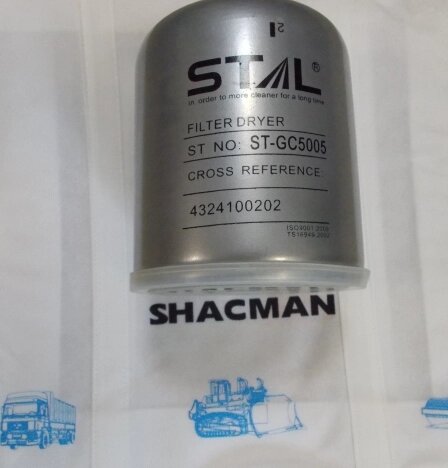 2
STAL®
in order to more cleaner for a long time
FILTER DRYER
ST NO: ST-GC5005
CROSS REFERENCE:
4324100202
SHACMAN